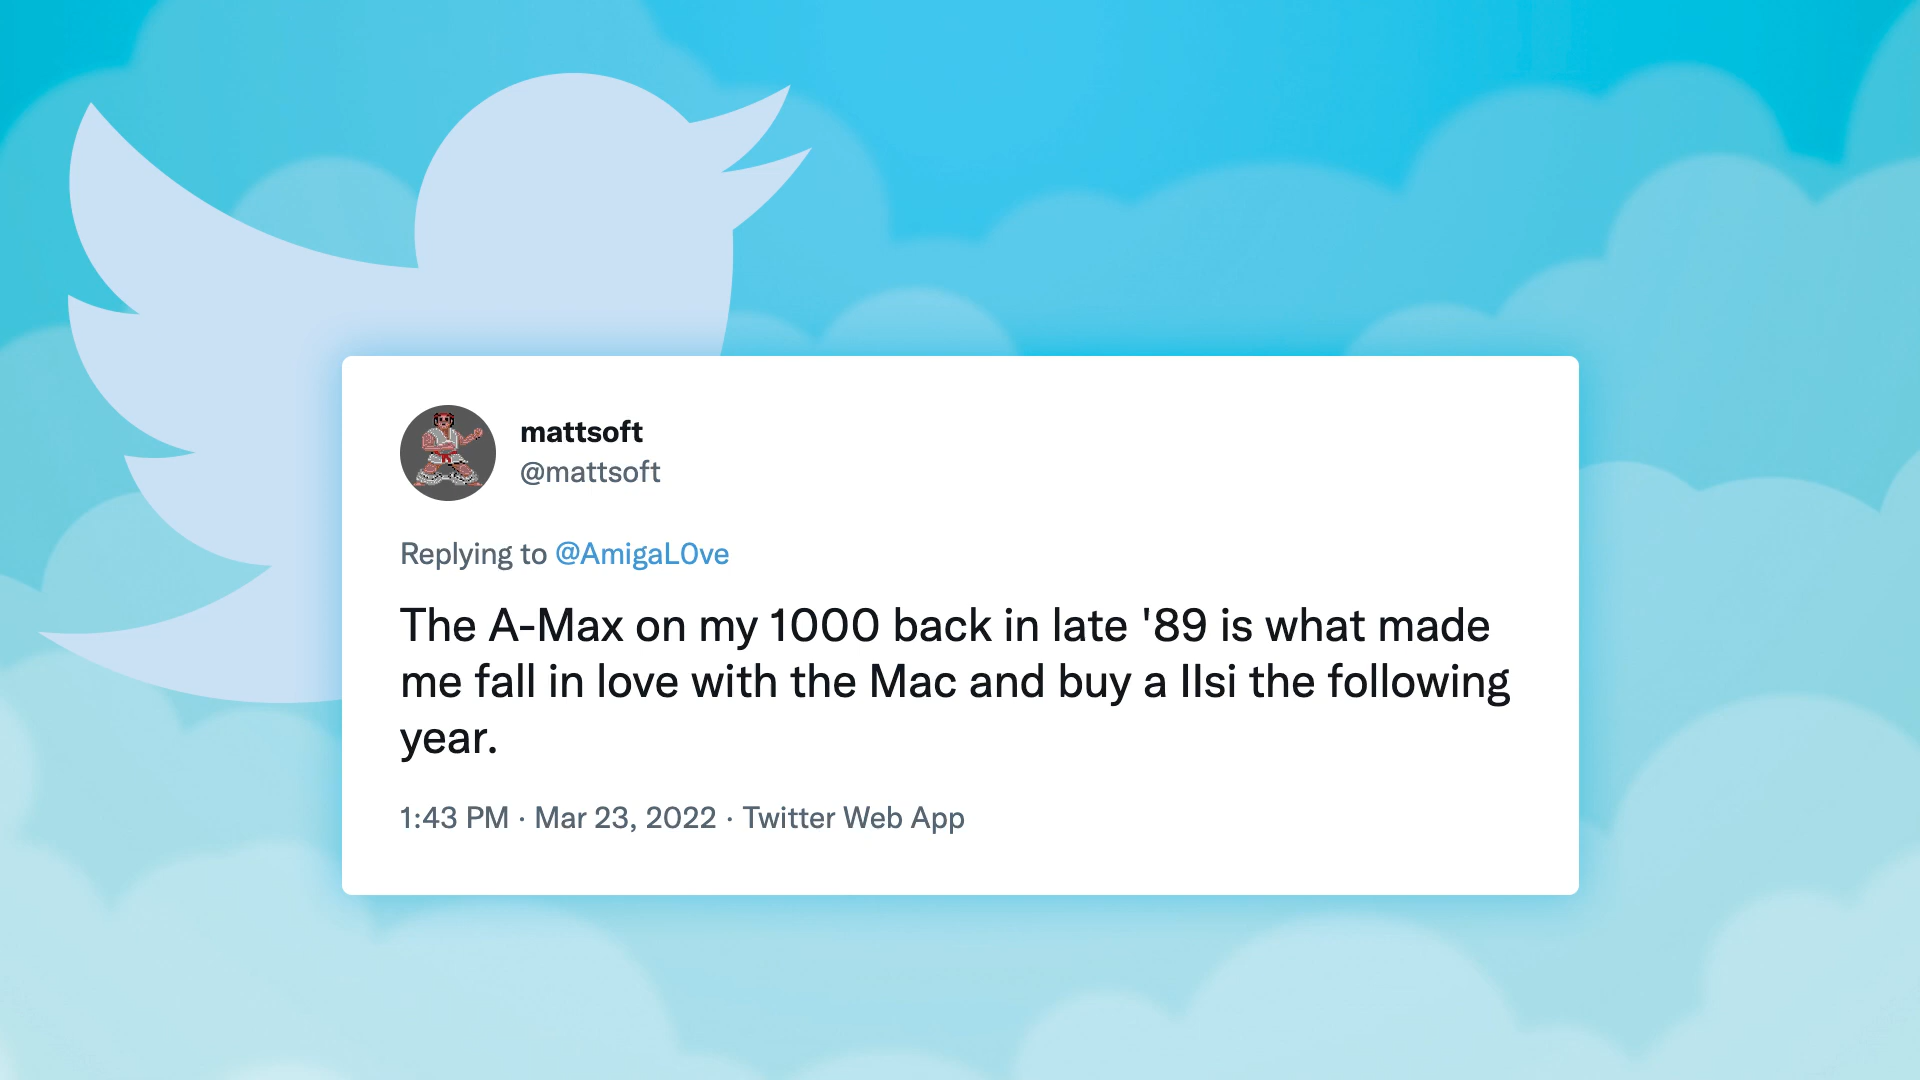 mattsoft
@mattsoft
Replying to @AmigaL0ve
The A-Max on my 1000 back in late '89 is what made
me fall in love with the Mac and buy a IIsi the following
year.
1:43 PM · Mar 23, 2022 · Twitter Web App